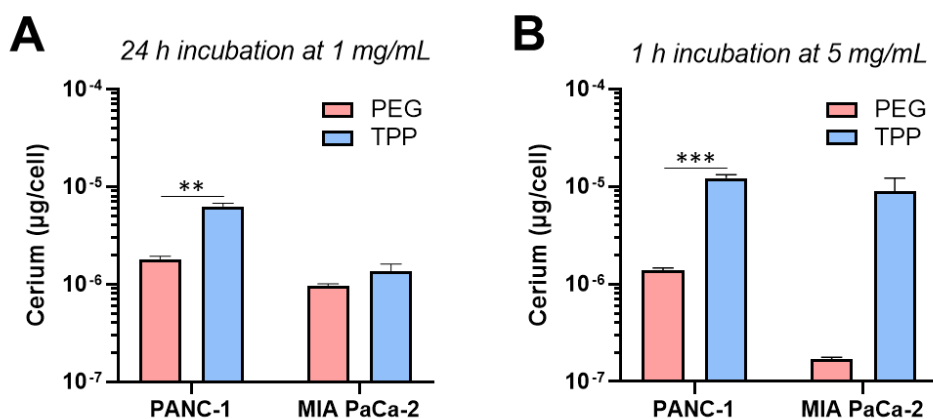 A
24 h incubation at 1 mg/mL
Cerium (µg/cell)
10-4
10-5
10-6
10-7
PEG
TPP
**
PANC-1
MIA PaCa-2
B
1 h incubation at 5 mg/mL
Cerium (µg/cell)
10-4
10-5
10-6
10-7
PEG
TPP
***
PANC-1
MIA PaCa-2